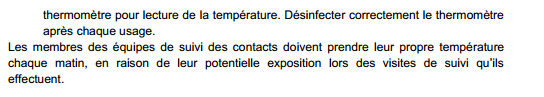 thermomètre pour lecture de la température. Désinfecter correctement le thermomètre
après chaque usage.
Les membres des équipes de suivi des contacts doivent prendre leur propre température
chaque matin, en raison de leur potentielle exposition lors des visites de suivi qu'ils
effectuent.